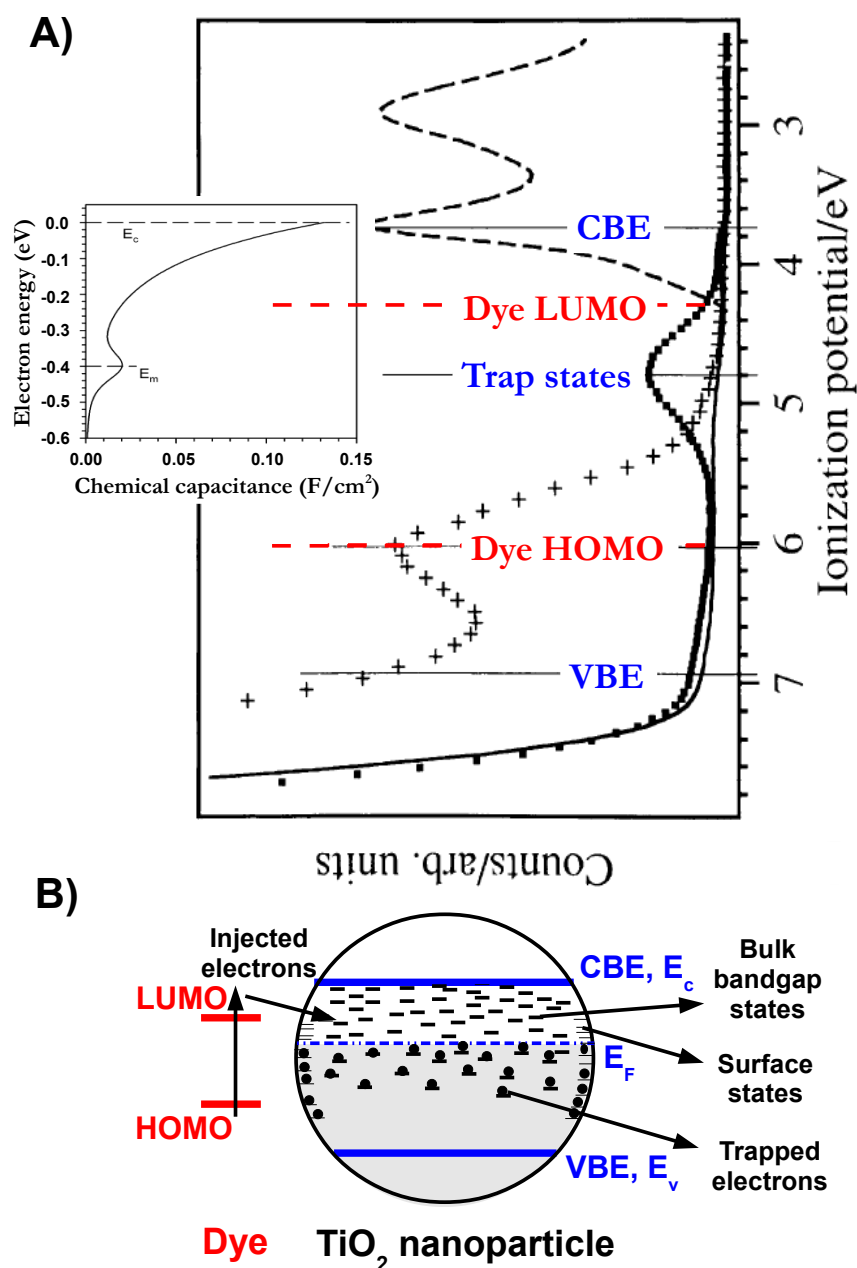 A)
3
4
5
6
7
Ionization potential/eV
CBE
Dye LUMO
Trap states
Dye HOMO
VBE
Electron energy (eV)
0.0
-0.1
-0.2
-0.3
-0.4
-0.5
-0.6
Ec
Em
0.00 0.05 0.10 0.15
Chemical capacitance (F/cm²)
Counts/arb. units
B)
Injected
electrons
LUMO
HOMO
CBE, Ec
EF
VBE, Ev
Bulk
bandgap
states
Surface
states
Trapped
electrons
Dye TiO₂ nanoparticle